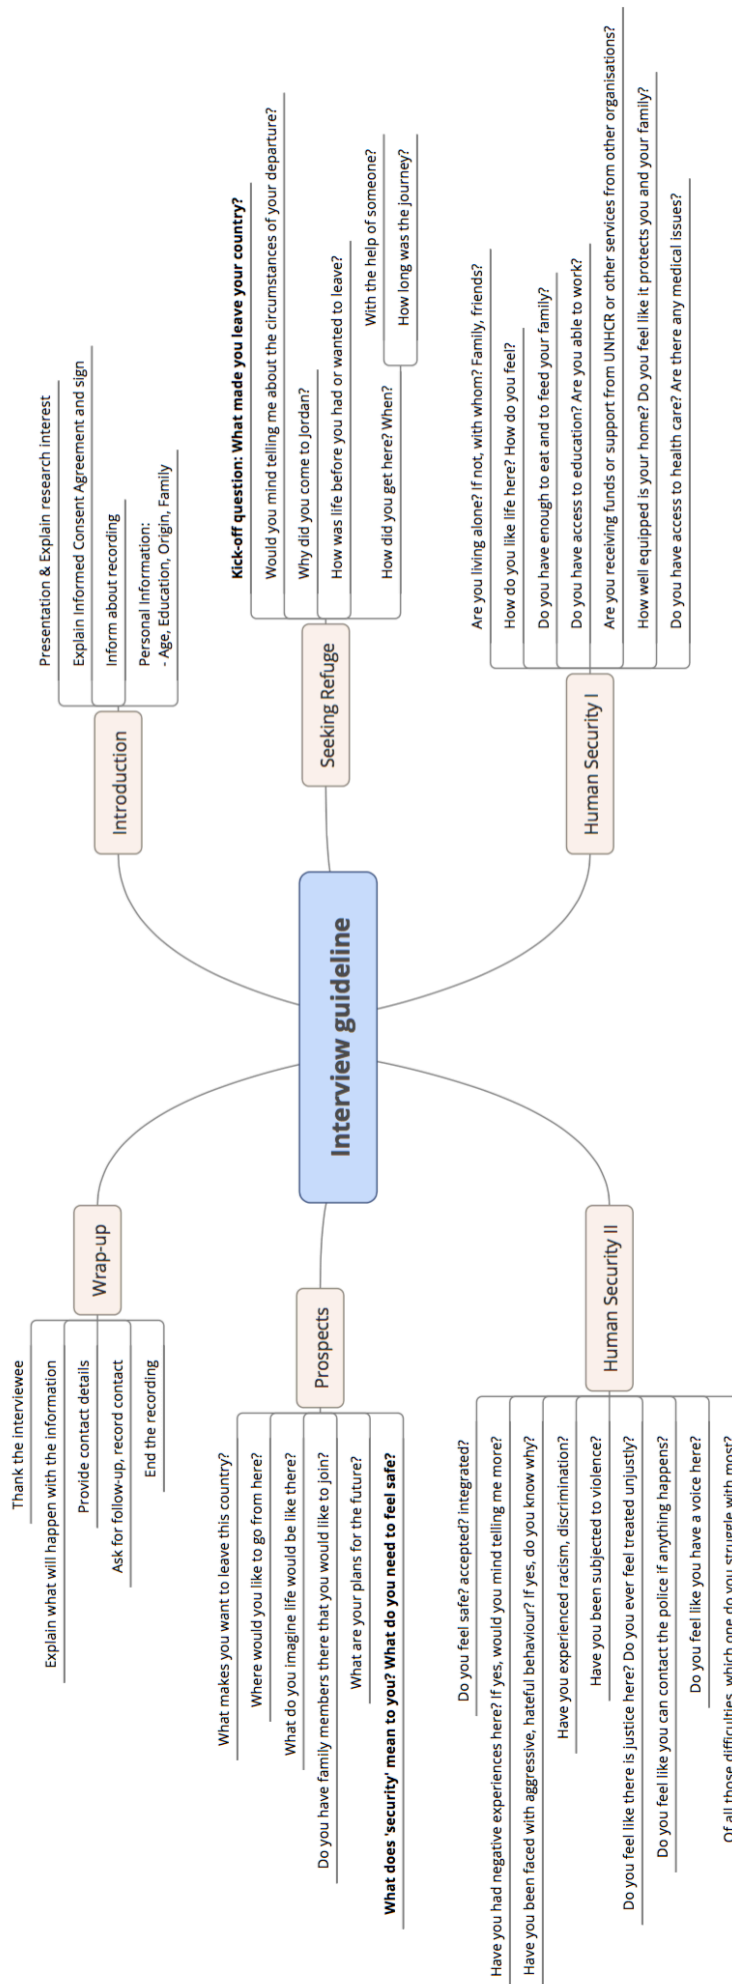 Interview guideline
Introduction
Presentation & Explain research interest
Explain Informed Consent Agreement and sign
Inform about recording
Personal Information:
- Age, Education, Origin, Family
Seeking Refuge
Kick-off question: What made you leave your country?
Would you mind telling me about the circumstances of your departure?
Why did you come to Jordan?
How was life before you had or wanted to leave?
How did you get here? When?
With the help of someone?
How long was the journey?
Human Security I
Are you living alone? If not, with whom? Family, friends?
How do you like life here? How do you feel?
Do you have enough to eat and to feed your family?
Do you have access to education? Are you able to work?
Are you receiving funds or support from UNHCR or other services from other organisations?
How well equipped is your home? Do you feel like it protects you and your family?
Do you have access to health care? Are there any medical issues?
Human Security II
Do you feel safe? accepted? integrated?
Have you had negative experiences here? If yes, would you mind telling me more?
Have you been faced with aggressive, hateful behaviour? If yes, do you know why?
Have you experienced racism, discrimination?
Have you been subjected to violence?
Do you feel like there is justice here? Do you ever feel treated unjustly?
Do you feel like you can contact the police if anything happens?
Do you feel like you have a voice here?
Of all those difficulties, which one do you struggle with most?
Prospects
What makes you want to leave this country?
Where would you like to go from here?
What do you imagine life would be like there?
Do you have family members there that you would like to join?
What are your plans for the future?
What does 'security' mean to you? What do you need to feel safe?
Wrap-up
Thank the interviewee
Explain what will happen with the information
Provide contact details
Ask for follow-up, record contact
End the recording